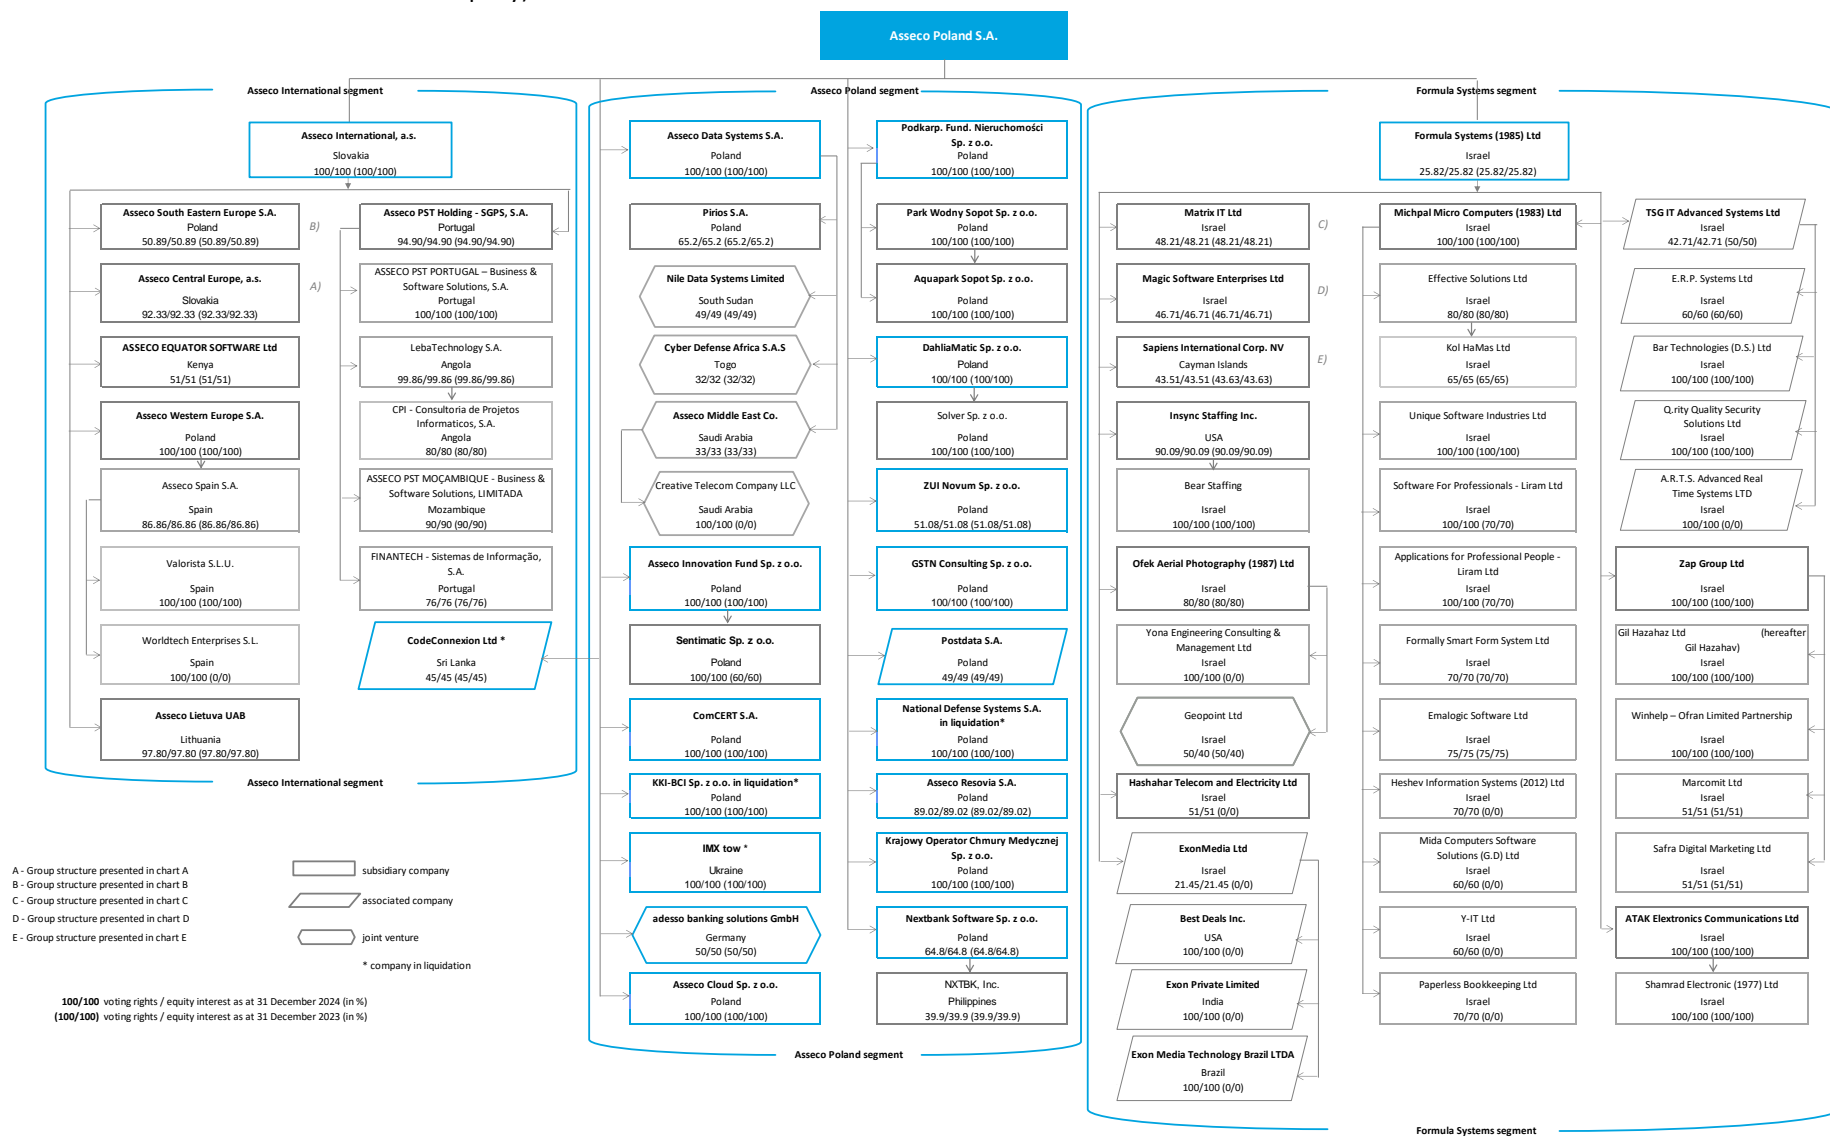 Asseco Poland S.A.
Asseco International segment
Asseco International, a.s.
Slovakia
100/100 (100/100)
Asseco South Eastern Europe S.A.
Poland
50.89/50.89 (50.89/50.89)
B)
Asseco Central Europe, a.s.
Slovakia
92.33/92.33 (92.33/92.33)
A)
ASSECO EQUATOR SOFTWARE Ltd
Kenya
51/51 (51/51)
Asseco Western Europe S.A.
Poland
100/100 (100/100)
Asseco Spain S.A.
Spain
86.86/86.86 (86.86/86.86)
Valorista S.L.U.
Spain
100/100 (100/100)
Worldtech Enterprises S.L.
Spain
100/100 (0/0)
Asseco Lietuva UAB
Lithuania
97.80/97.80 (97.80/97.80)
Asseco PST Holding - SGPS, S.A.
Portugal
94.90/94.90 (94.90/94.90)
ASSECO PST PORTUGAL – Business &
Software Solutions, S.A.
Portugal
100/100 (100/100)
LebaTechnology S.A.
Angola
99.86/99.86 (99.86/99.86)
CPI - Consultoria de Projetos
Informaticos, S.A.
Angola
80/80 (80/80)
ASSECO PST MOÇAMBIQUE - Business &
Software Solutions, LIMITADA
Mozambique
90/90 (90/90)
FINANTECH - Sistemas de Informação,
S.A.
Portugal
76/76 (76/76)
CodeConnexion Ltd *
Sri Lanka
45/45 (45/45)
Asseco International segment
Asseco Poland segment
Asseco Data Systems S.A.
Poland
100/100 (100/100)
Pirios S.A.
Poland
65.2/65.2 (65.2/65.2)
Nile Data Systems Limited
South Sudan
49/49 (49/49)
Cyber Defense Africa S.A.S
Togo
32/32 (32/32)
Asseco Middle East Co.
Saudi Arabia
33/33 (33/33)
Creative Telecom Company LLC
Saudi Arabia
100/100 (0/0)
Asseco Innovation Fund Sp. z o.o.
Poland
100/100 (100/100)
Sentimatic Sp. z o.o.
Poland
100/100 (60/60)
ComCERT S.A.
Poland
100/100 (100/100)
KKI-BCI Sp. z o.o. in liquidation*
Poland
100/100 (100/100)
IMX tow *
Ukraine
100/100 (100/100)
adesso banking solutions GmbH
Germany
50/50 (50/50)
Asseco Cloud Sp. z o.o.
Poland
100/100 (100/100)
Podkarp. Fund. Nieruchomości
Sp. z o.o.
Poland
100/100 (100/100)
Park Wodny Sopot Sp. z o.o.
Poland
100/100 (100/100)
Aquapark Sopot Sp. z o.o.
Poland
100/100 (100/100)
DahliaMatic Sp. z o.o.
Poland
100/100 (100/100)
Solver Sp. z o.o.
Poland
100/100 (100/100)
ZUI Novum Sp. z o.o.
Poland
51.08/51.08 (51.08/51.08)
GSTN Consulting Sp. z o.o.
Poland
100/100 (100/100)
Postdata S.A.
Poland
49/49 (49/49)
National Defense Systems S.A.
in liquidation*
Poland
100/100 (100/100)
Asseco Resovia S.A.
Poland
89.02/89.02 (89.02/89.02)
Krajowy Operator Chmury Medycznej
Sp. z o.o.
Poland
100/100 (100/100)
Nextbank Software Sp. z o.o.
Poland
64.8/64.8 (64.8/64.8)
NXTBK, Inc.
Philippines
39.9/39.9 (39.9/39.9)
Asseco Poland segment
Formula Systems segment
Formula Systems (1985) Ltd
Israel
25.82/25.82 (25.82/25.82)
Matrix IT Ltd
Israel
48.21/48.21 (48.21/48.21)
C)
Magic Software Enterprises Ltd
Israel
46.71/46.71 (46.71/46.71)
D)
Sapiens International Corp. NV
Cayman Islands
43.51/43.51 (43.63/43.63)
E)
Insync Staffing Inc.
USA
90.09/90.09 (90.09/90.09)
Bear Staffing
Israel
100/100 (100/100)
Ofek Aerial Photography (1987) Ltd
Israel
80/80 (80/80)
Yona Engineering Consulting &
Management Ltd
Israel
100/100 (0/0)
Geopoint Ltd
Israel
50/40 (50/40)
Hashahar Telecom and Electricity Ltd
Israel
51/51 (0/0)
ExonMedia Ltd
Israel
21.45/21.45 (0/0)
Best Deals Inc.
USA
100/100 (0/0)
Exon Private Limited
India
100/100 (0/0)
Exon Media Technology Brazil LTDA
Brazil
100/100 (0/0)
Michpal Micro Computers (1983) Ltd
Israel
100/100 (100/100)
Effective Solutions Ltd
Israel
80/80 (80/80)
Kol HaMas Ltd
Israel
65/65 (65/65)
Unique Software Industries Ltd
Israel
100/100 (100/100)
Software For Professionals - Liram Ltd
Israel
100/100 (70/70)
Applications for Professional People -
Liram Ltd
Israel
100/100 (70/70)
Formally Smart Form System Ltd
Israel
70/70 (70/70)
Emalogic Software Ltd
Israel
75/75 (75/75)
Heshev Information Systems (2012) Ltd
Israel
70/70 (0/0)
Mida Computers Software
Solutions (G.D) Ltd
Israel
60/60 (0/0)
Y-IT Ltd
Israel
60/60 (0/0)
Paperless Bookkeeping Ltd
Israel
70/70 (0/0)
TSG IT Advanced Systems Ltd
Israel
42.71/42.71 (50/50)
E.R.P. Systems Ltd
Israel
60/60 (60/60)
Bar Technologies (D.S.) Ltd
Israel
100/100 (100/100)
Q.rity Quality Security
Solutions Ltd
Israel
100/100 (100/100)
A.R.T.S. Advanced Real
Time Systems LTD
Israel
100/100 (0/0)
Zap Group Ltd
Israel
100/100 (100/100)
Gil Hazahaz Ltd (hereafter
Gil Hazahav)
Israel
100/100 (100/100)
Winhelp – Ofran Limited Partnership
Israel
100/100 (100/100)
Marcomit Ltd
Israel
51/51 (51/51)
Safra Digital Marketing Ltd
Israel
51/51 (51/51)
ATAK Elextronics Communications Ltd
Israel
100/100 (100/100)
Shamrad Electronic (1977) Ltd
Israel
100/100 (100/100)
Formula Systems segment
A - Group structure presented in chart A
B - Group structure presented in chart B
C - Group structure presented in chart C
D - Group structure presented in chart D
E - Group structure presented in chart E
subsidiary company
associated company
joint venture
* company in liquidation
100/100 voting rights / equity interest as at 31 December 2024 (in %)
(100/100) voting rights / equity interest as at 31 December 2023 (in %)